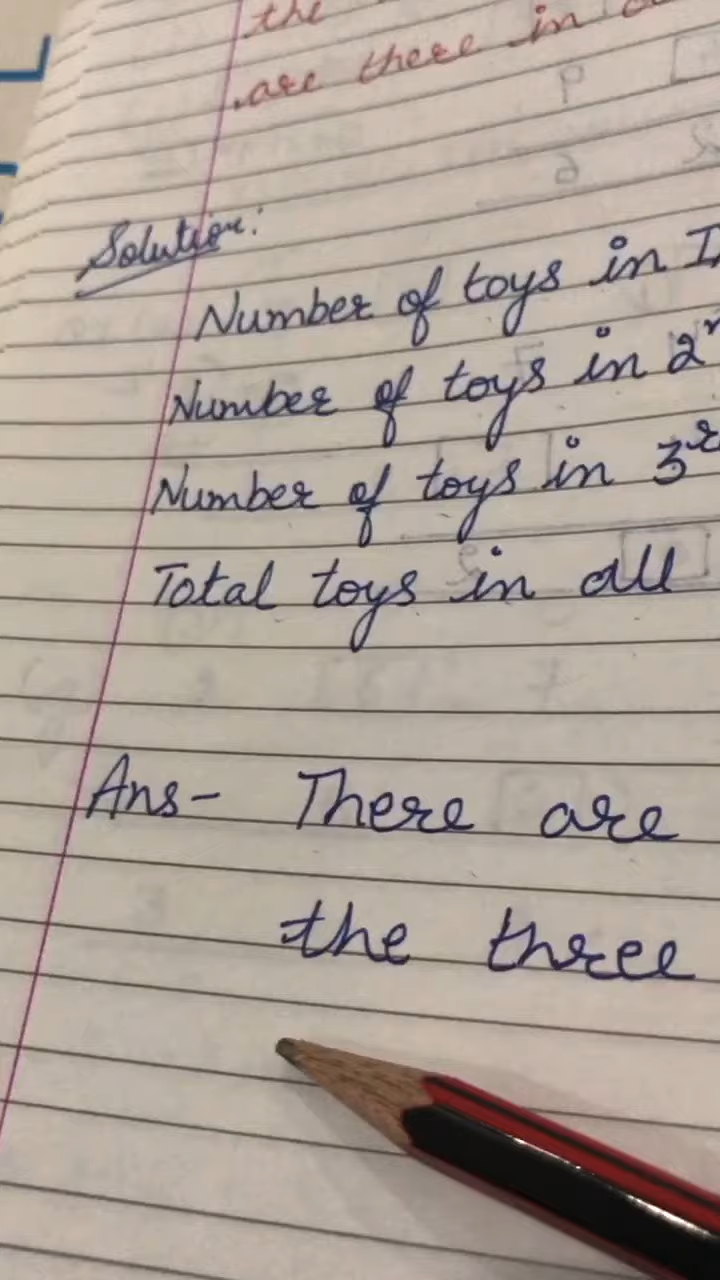 the
are there in
Solution:
Number of toys in
Number of toys in 2
Number of toys in 3
Total toys in all
Ans- There are
the three